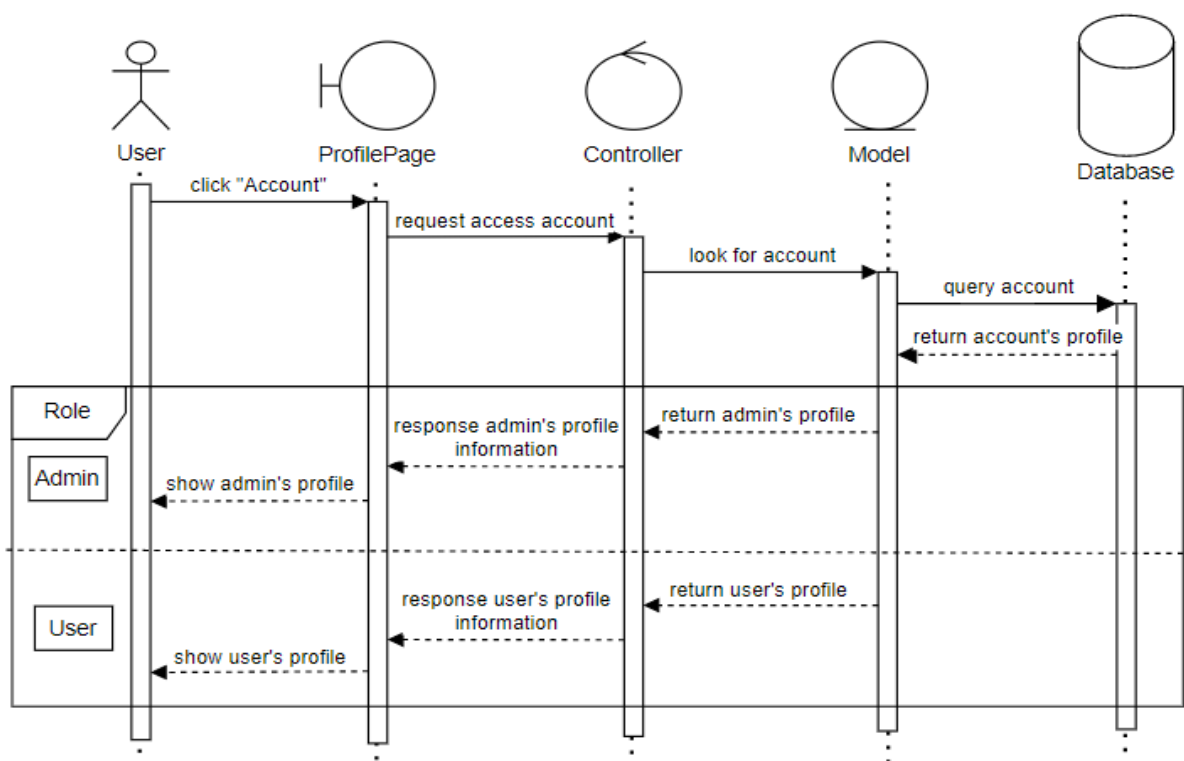 User
ProfilePage
Controller
Model
Database
click "Account"
request access account
look for account
query account
return account's profile
Role
return admin's profile
response admin's profile
information
Admin
show admin's profile
return user's profile
response user's profile
information
User
show user's profile